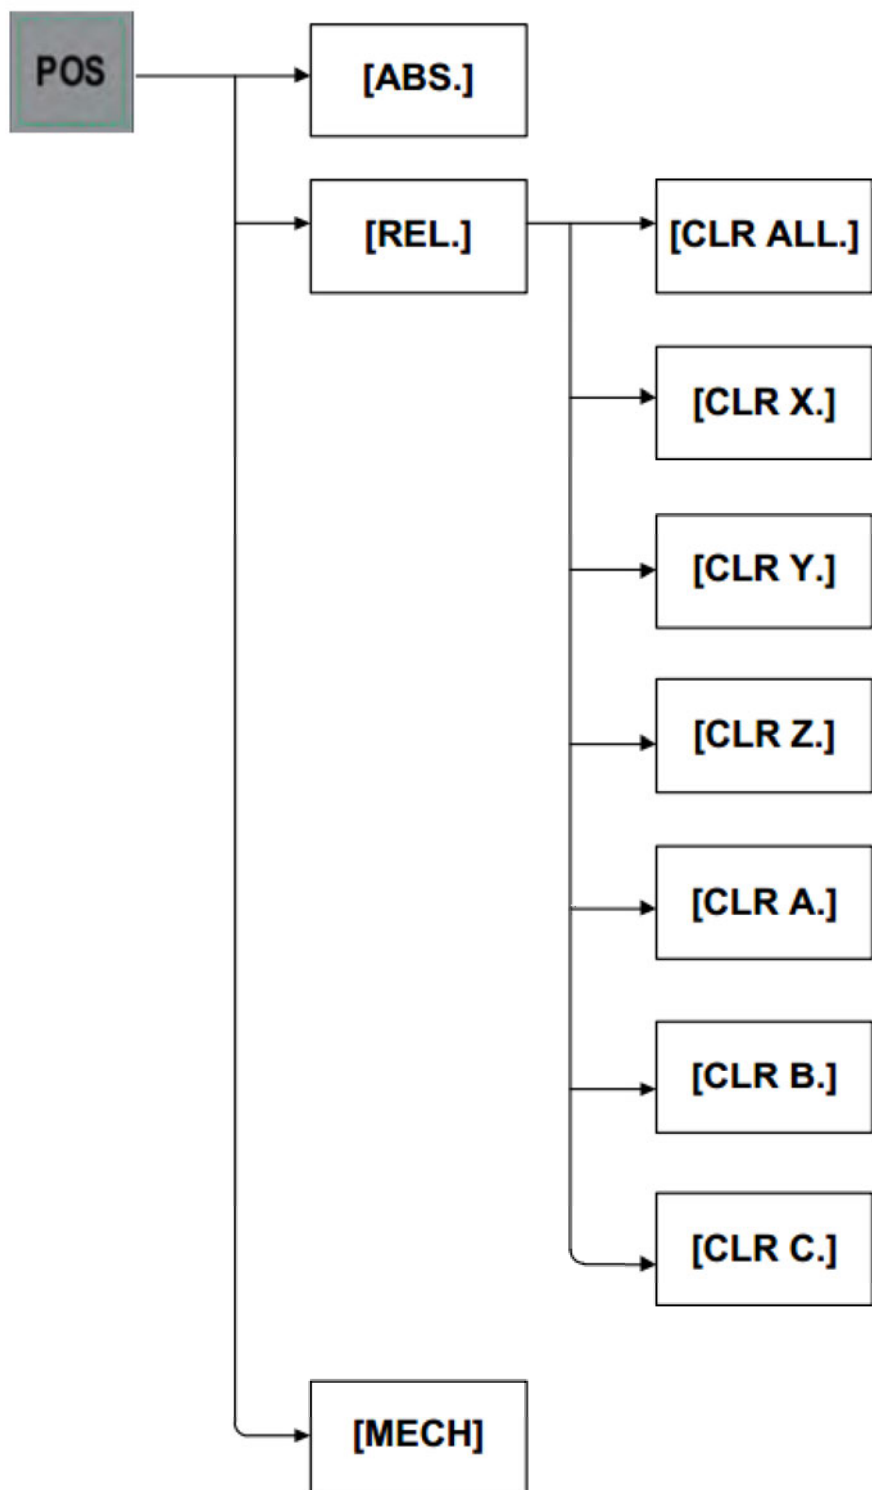 POS
[ABS.]
[REL.]
[CLR ALL.]
[CLR X.]
[CLR Y.]
[CLR Z.]
[CLR A.]
[CLR B.]
[CLR C.]
[MECH]